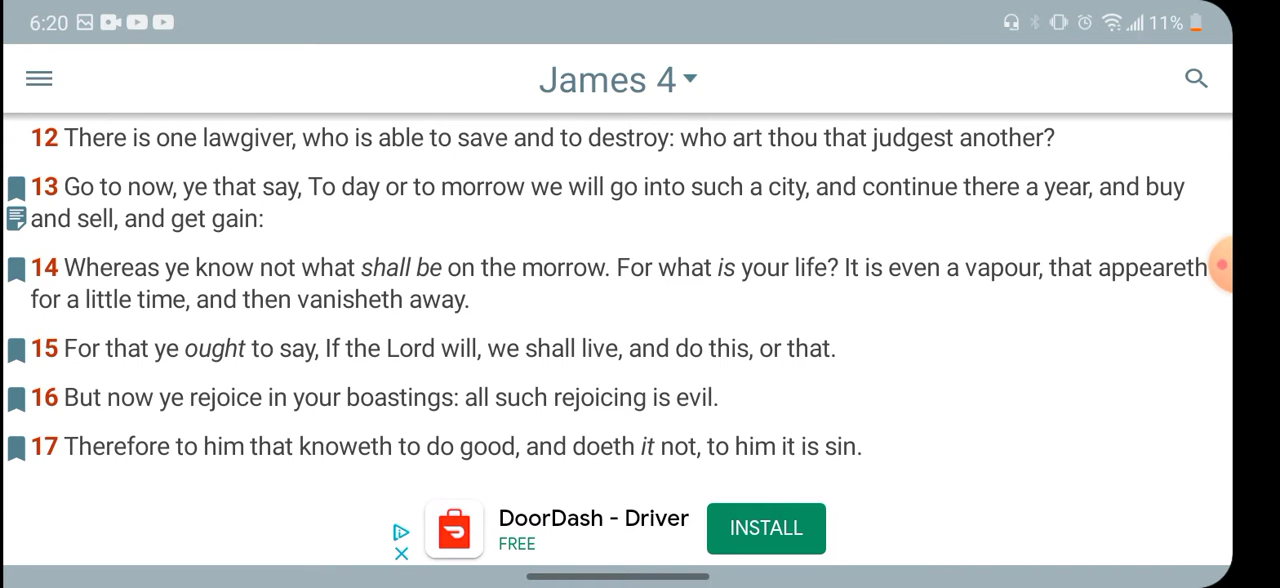 6:20 11%
James 4
12 There is one lawgiver, who is able to save and to destroy: who art thou that judgest another?
13 Go to now, ye that say, To day or to morrow we will go into such a city, and continue there a year, and buy
and sell, and get gain:
14 Whereas ye know not what shall be on the morrow. For what is your life? It is even a vapour, that appeareth
for a little time, and then vanisheth away.
15 For that ye ought to say, If the Lord will, we shall live, and do this, or that.
16 But now ye rejoice in your boastings: all such rejoicing is evil.
17 Therefore to him that knoweth to do good, and doeth it not, to him it is sin.
DoorDash - Driver
FREE
INSTALL